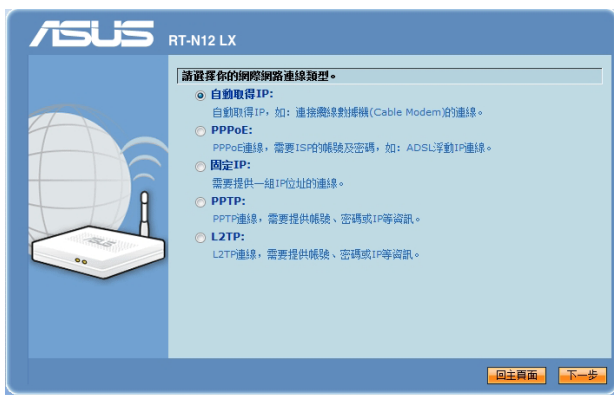 ASUS RT-N12 LX
請選擇你的網際網路連線類型。
自動取得IP:
自動取得IP，如: 連接纜線數據機(Cable Modem)的連線。
PPPoE:
PPPoE連線，需要ISP的帳號及密碼，如: ADSL浮動IP連線。
固定IP:
需要提供一組IP位址的連線。
PPTP:
PPTP連線，需要提供帳號、密碼或IP等資訊。
L2TP:
L2TP連線，需要提供帳號、密碼或IP等資訊。
ASUS
回主頁面 下一步